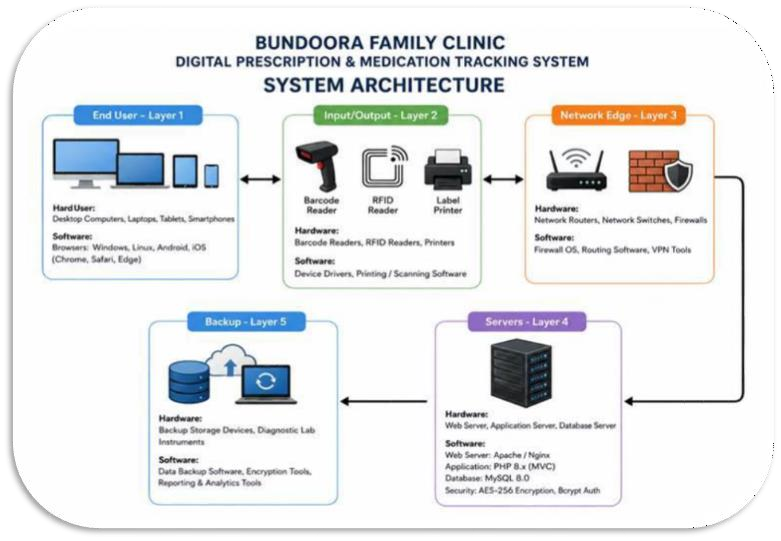 BUNDOORA FAMILY CLINIC
DIGITAL PRESCRIPTION & MEDICATION TRACKING SYSTEM
SYSTEM ARCHITECTURE
End User - Layer 1
Hard User:
Desktop Computers, Laptops, Tablets, Smartphones
Software:
Browsers: Windows, Linux, Android, iOS
(Chrome, Safari, Edge)
Input/Output - Layer 2
Barcode
Reader
RFID
Reader
Label
Printer
Hardware:
Barcode Readers, RFID Readers, Printers
Software:
Device Drivers, Printing / Scanning Software
Network Edge - Layer 3
Hardware:
Network Routers, Network Switches, Firewalls
Software:
Firewall OS, Routing Software, VPN Tools
Backup - Layer 5
Hardware:
Backup Storage Devices, Diagnostic Lab
Instruments
Software:
Data Backup Software, Encryption Tools,
Reporting & Analytics Tools
Servers - Layer 4
Hardware:
Web Server, Application Server, Database Server
Software:
Web Server: Apache / Nginx
Application: PHP 8.x (MVC)
Database: MySQL 8.0
Security: AES-256 Encryption, Bcrypt Auth